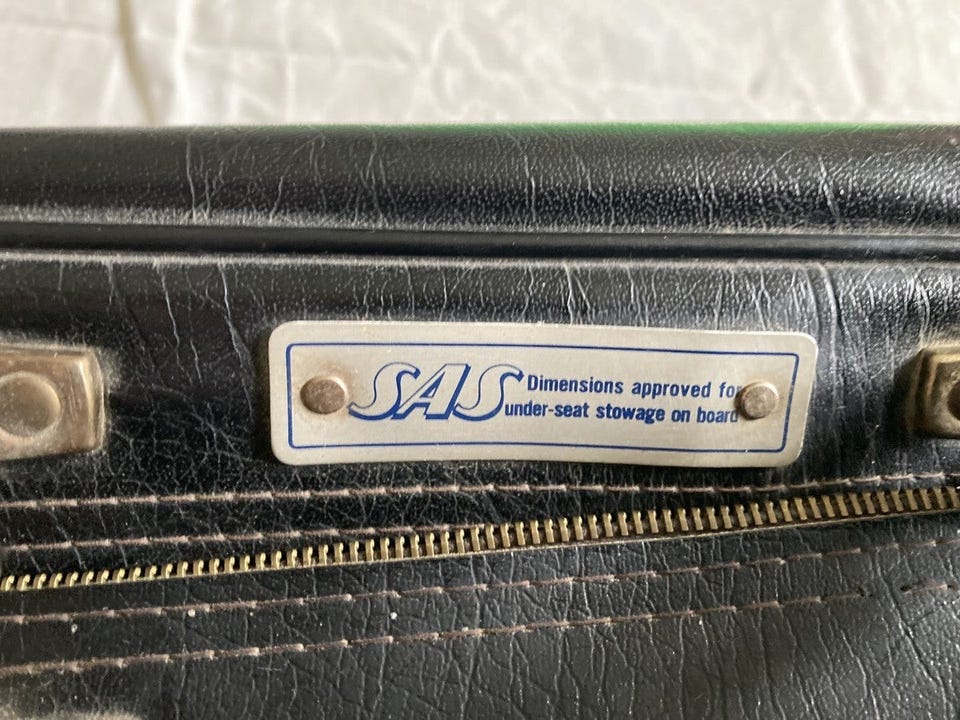 SAS
Dimensions approved for
under-seat stowage on board